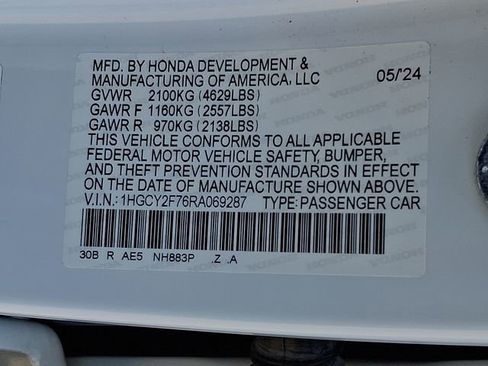 MFD. BY HONDA DEVELOPMENT &
MANUFACTURING OF AMERICA, LLC 05/'24
GVWR 2100KG (4629LBS)
GAWR F 1160KG (2557LBS)
GAWR R 970KG (2138LBS)
THIS VEHICLE CONFORMS TO ALL APPLICABLE
FEDERAL MOTOR VEHICLE SAFETY, BUMPER,
AND THEFT PREVENTION STANDARDS IN EFFECT
ON THE DATE OF MANUFACTURE SHOWN ABOVE.
V.I.N.: 1HGCY2F76RA069287 TYPE: PASSENGER CAR
30B R AE5 NH883P .Z .A